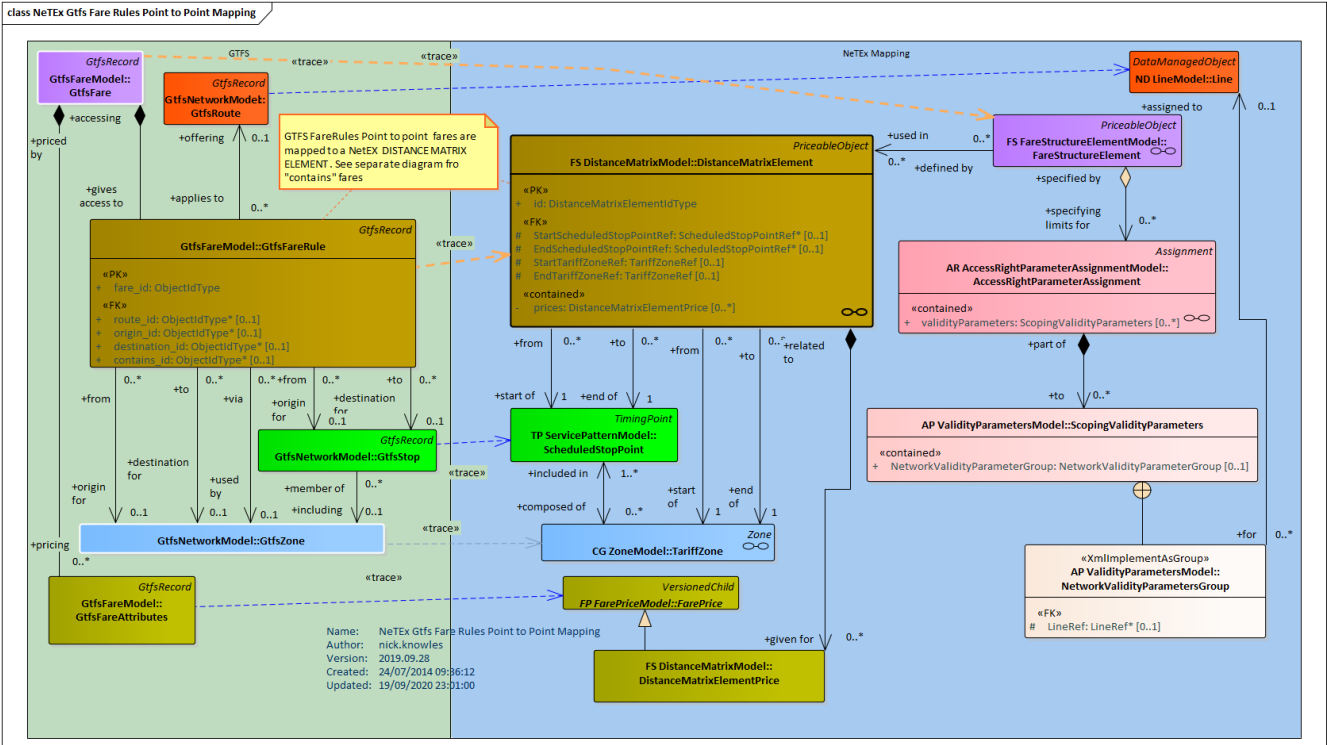 class NeTEx Gtfs Fare Rules Point to Point Mapping
GTFS
NeTEx Mapping
GtfsRecord
GtfsFareModel::
GtfsFare
«trace»
«trace»
GtfsRecord
GtfsNetworkModel:
GtfsRoute
DataManagedObject
ND LineModel::Line
+priced
by
+accessing
+offering
0..1
+gives
access to
+applies to
0..*
GTFS FareRules Point to point fares are
mapped to a NetEX DISTANCE MATRIX
ELEMENT. See separate diagram fro
"contains" fares
PriceableObject
FS DistanceMatrixModel::DistanceMatrixElement
«PK»
+ id: DistanceMatrixElementIdType
«FK»
# StartScheduledStopPointRef: ScheduledStopPointRef* [0..1]
# EndScheduledStopPointRef: ScheduledStopPointRef* [0..1]
# StartTariffZoneRef: TariffZoneRef [0..1]
# EndTariffZoneRef: TariffZoneRef [0..1]
«contained»
- prices: DistanceMatrixElementPrice [0..*]
+used in
0..*
0..*
+defined by
+assigned to
0..1
PriceableObject
FS FareStructureElementModel::
FareStructureElement
+specified by
+specifying
limits for
0..*
GtfsRecord
GtfsFareModel::GtfsFareRule
«PK»
+ fare_id: ObjectIdType
«FK»
+ route_id: ObjectIdType* [0..1]
+ origin_id: ObjectIdType* [0..1]
+ destination_id: ObjectIdType* [0..1]
+ contains_id: ObjectIdType* [0..1]
«trace»
Assignment
AR AccessRightParameterAssignmentModel::
AccessRightParameterAssignment
«contained»
+ validityParameters: ScopingValidityParameters [0..*]
+part of
+to
0..*
+from
0..*
+to
0..*
+from
0..*
+to
0..*
+related
to
+from
0..*
+to
0..*
+via
0..*
+from
0..*
+to
0..*
+origin
for
0..1
+destination
for
0..1
+start of
1
+end of
1
GtfsRecord
GtfsNetworkModel::GtfsStop
TimingPoint
TP ServicePatternModel::
ScheduledStopPoint
AP ValidityParametersModel::ScopingValidityParameters
«contained»
+ NetworkValidityParameterGroup: NetworkValidityParameterGroup [0..1]
+destination
for
+used
by
+origin
for
0..1
0..1
0..1
+member of
0..*
+including
0..1
«trace»
+included in
1..*
+composed of
0..*
+start
of
1
+end
of
1
GtfsNetworkModel::GtfsZone
«trace»
Zone
CG ZoneModel::TariffZone
+for
0..*
+pricing
0..*
GtfsRecord
GtfsFareModel::
GtfsFareAttributes
«trace»
VersionedChild
FP FarePriceModel::FarePrice
«XmlImplementAsGroup»
AP ValidityParametersModel::
NetworkValidityParametersGroup
«FK»
# LineRef: LineRef* [0..1]
Name: NeTEx Gtfs Fare Rules Point to Point Mapping
Author: nick.knowles
Version: 2019.09.28
Created: 24/07/2014 09:36:12
Updated: 19/09/2020 23:01:00
+given for
0..*
FS DistanceMatrixModel::
DistanceMatrixElementPrice